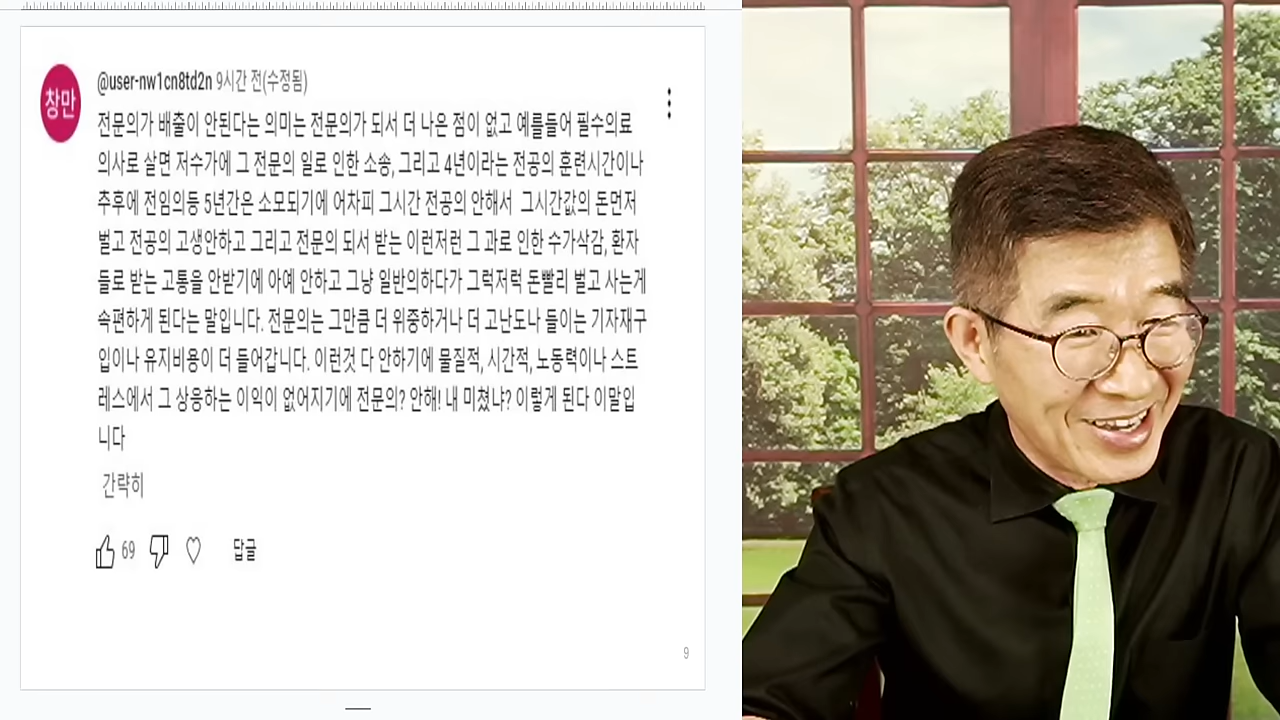 창만
@user-nw1cn8td2n 9시간 전(수정됨)
전문의가 배출이 안된다는 의미는 전문의가 되서 더 나은 점이 없고 예를들어 필수의료
의사로 살면 저수가에 그 전문의 일로 인한 소송, 그리고 4년이라는 전공의 훈련시간이나
추후에 전임의등 5년간은 소모되기에 어차피 그시간 전공의 안해서 그시간값의 돈먼저
벌고 전공의 고생안하고 그리고 전문의 되서 받는 이런저런 그 과로 인한 수가삭감, 환자
들로 받는 고통을 안받기에 아예 안하고 그냥 일반의하다가 그럭저럭 돈빨리 벌고 사는게
속편하게 된다는 말입니다. 전문의는 그만큼 더 위중하거나 더 고난도나 들이는 기자재구
입이나 유지비용이 더 들어갑니다. 이런것 다 안하기에 물질적, 시간적, 노동력이나 스트
레스에서 그 상응하는 이익이 없어지기에 전문의? 안해! 내 미쳤냐? 이렇게 된다 이말입
니다
간략히
69 답글
9